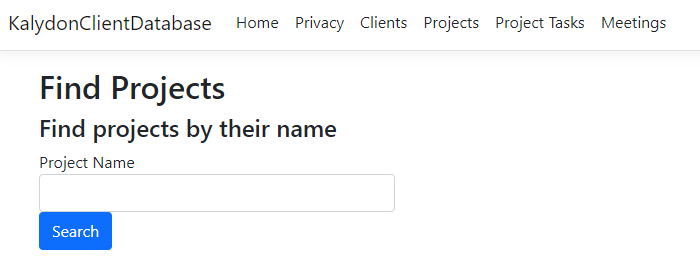 KalydonClientDatabase Home Privacy Clients Projects Project Tasks Meetings
Find Projects
Find projects by their name
Project Name
Search